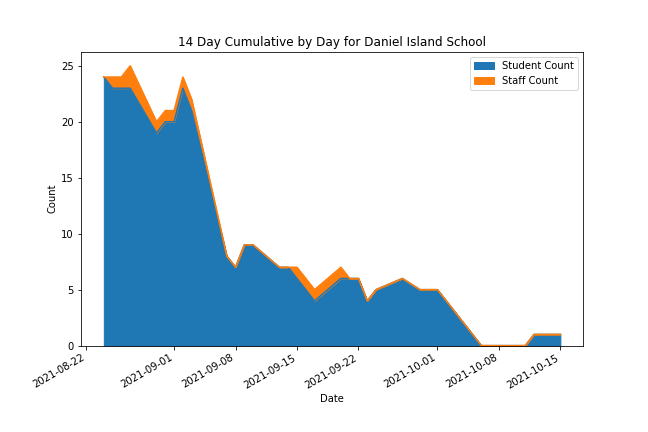 14 Day Cumulative by Day for Daniel Island School
Student Count
Staff Count
Count
25
20
15
10
5
0
2021-08-22
2021-09-01
2021-09-08
2021-09-15
2021-09-22
2021-10-01
2021-10-08
2021-10-15
Date